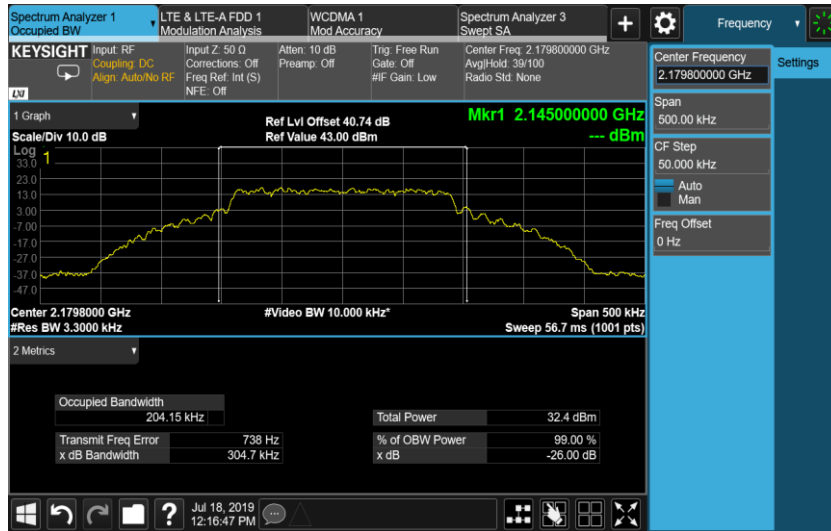 Spectrum Analyzer 1
Occupied BW
LTE & LTE-A FDD 1
Modulation Analysis
WCDMA 1
Mod Accuracy
Spectrum Analyzer 3
Swept SA
+
Frequency
KEYSIGHT
LXI
Input: RF
Coupling: DC
Align: Auto/No RF
Input Z: 50 Ω
Corrections: Off
Freq Ref: Int (S)
NFE: Off
Atten: 10 dB
Preamp: Off
Trig: Free Run
Gate: Off
#IF Gain: Low
Center Freq: 2.179800000 GHz
Avg|Hold: 39/100
Radio Std: None
Center Frequency
2.179800000 GHz
Settings
Span
500.00 kHz
CF Step
50.000 kHz
Auto
Man
Freq Offset
0 Hz
1 Graph
Scale/Div 10.0 dB
Ref Lvl Offset 40.74 dB
Ref Value 43.00 dBm
Mkr1 2.145000000 GHz
--- dBm
Log
1
33.0
23.0
13.0
3.00
-7.00
-17.0
-27.0
-37.0
-47.0
Center 2.1798000 GHz
#Res BW 3.3000 kHz
#Video BW 10.000 kHz*
Span 500 kHz
Sweep 56.7 ms (1001 pts)
2 Metrics
Occupied Bandwidth
204.15 kHz
Transmit Freq Error 738 Hz
x dB Bandwidth 304.7 kHz
Total Power 32.4 dBm
% of OBW Power 99.00 %
x dB -26.00 dB
?
Jul 18, 2019
12:16:47 PM